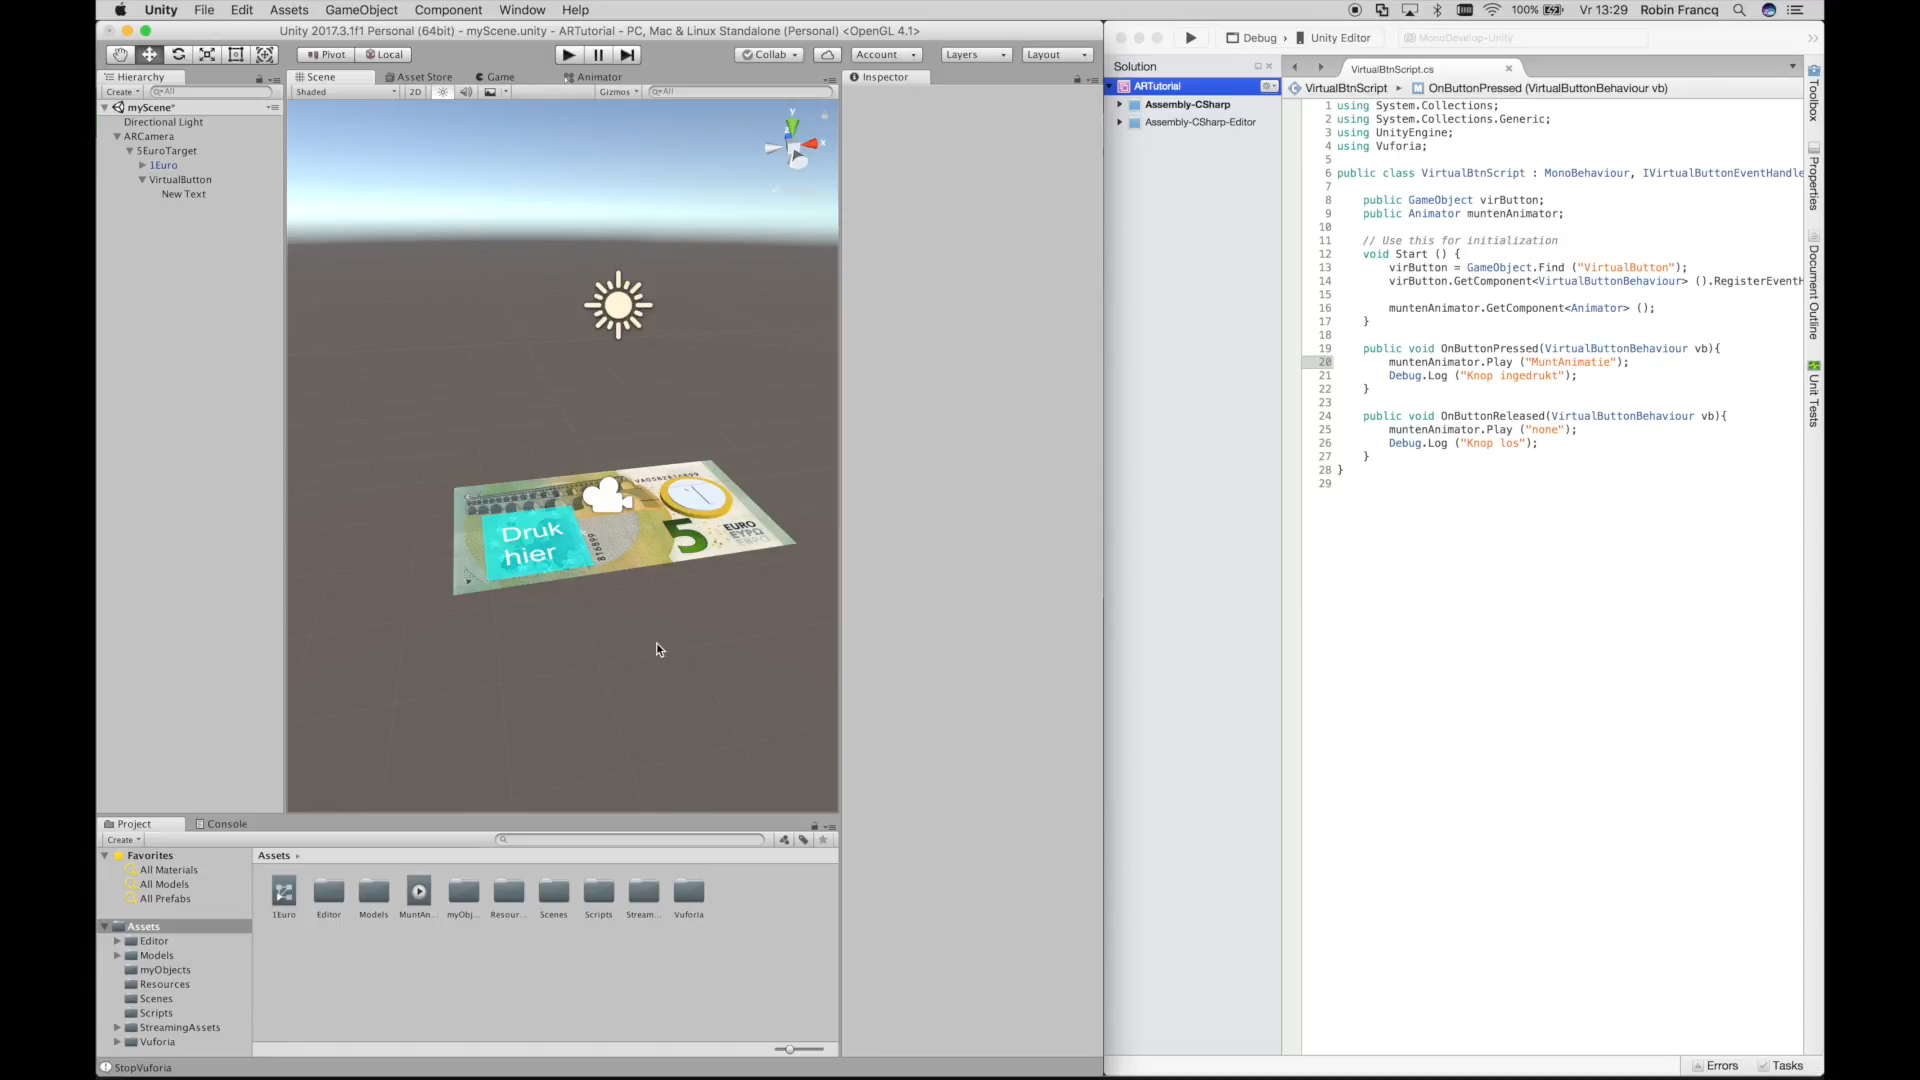 Unity File Edit Assets GameObject Component Window Help
100% Vr 13:29 Robin Francq
Unity 2017.3.1f1 Personal (64bit) - myScene.unity - ARTutorial - PC, Mac & Linux Standalone (Personal) <OpenGL 4.1>
Pivot Local Collab Account Layers Layout
Hierarchy
Create All
myScene*
Directional Light
ARCamera
5EuroTarget
1Euro
VirtualButton
New Text
Scene Asset Store Game Animator
Shaded 2D Gizmos All
y
x
Druk
hier
5
EURO
ΕΥΡΩ
Inspector
Project Console
Create
Favorites
All Materials
All Models
All Prefabs
Assets
Editor
Models
myObjects
Resources
Scenes
Scripts
StreamingAssets
Vuforia
Assets
1Euro Editor Models MuntAn... myObj... Resour... Scenes Scripts Stream... Vuforia
StopVuforia
Debug Unity Editor MonoDevelop-Unity
Solution
ARTutorial
Assembly-CSharp
Assembly-CSharp-Editor
VirtualBtnScript.cs
VirtualBtnScript OnButtonPressed (VirtualButtonBehaviour vb)
1 using System.Collections;
2 using System.Collections.Generic;
3 using UnityEngine;
4 using Vuforia;
5
6 public class VirtualBtnScript : MonoBehaviour, IVirtualButtonEventHandle
7
8 public GameObject virButton;
9 public Animator muntenAnimator;
10
11 // Use this for initialization
12 void Start () {
13 virButton = GameObject.Find ("VirtualButton");
14 virButton.GetComponent<VirtualButtonBehaviour> ().RegisterEventH
15
16 muntenAnimator.GetComponent<Animator> ();
17 }
18
19 public void OnButtonPressed(VirtualButtonBehaviour vb){
20 muntenAnimator.Play ("MuntAnimatie");
21 Debug.Log ("Knop ingedrukt");
22 }
23
24 public void OnButtonReleased(VirtualButtonBehaviour vb){
25 muntenAnimator.Play ("none");
26 Debug.Log ("Knop los");
27 }
28 }
29
Toolbox
Properties
Document Outline
Unit Tests
Errors Tasks